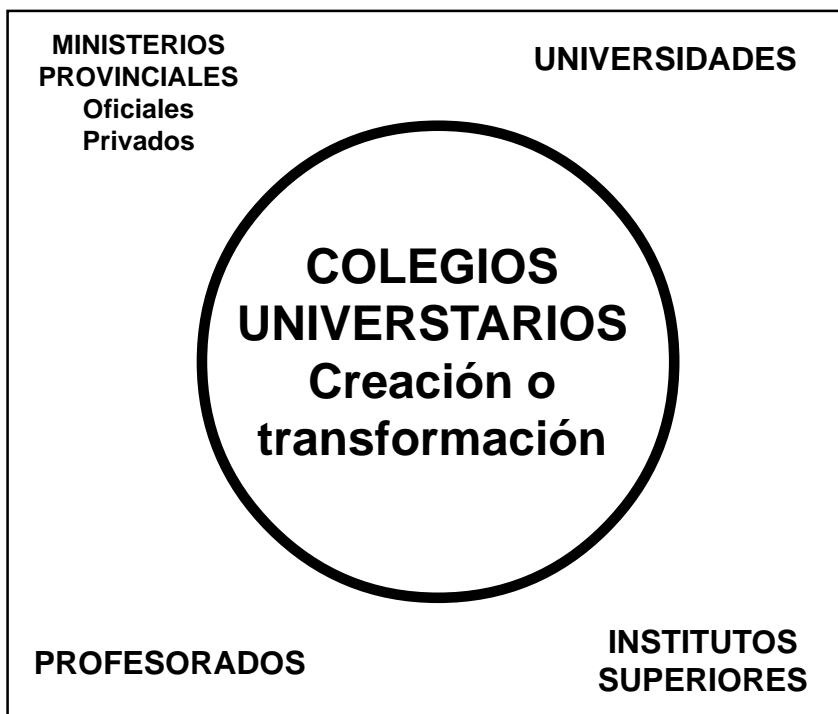 MINISTERIOS
PROVINCIALES
Oficiales
Privados
UNIVERSIDADES
COLEGIOS
UNIVERSTARIOS
Creación o
transformación
PROFESORADOS
INSTITUTOS
SUPERIORES